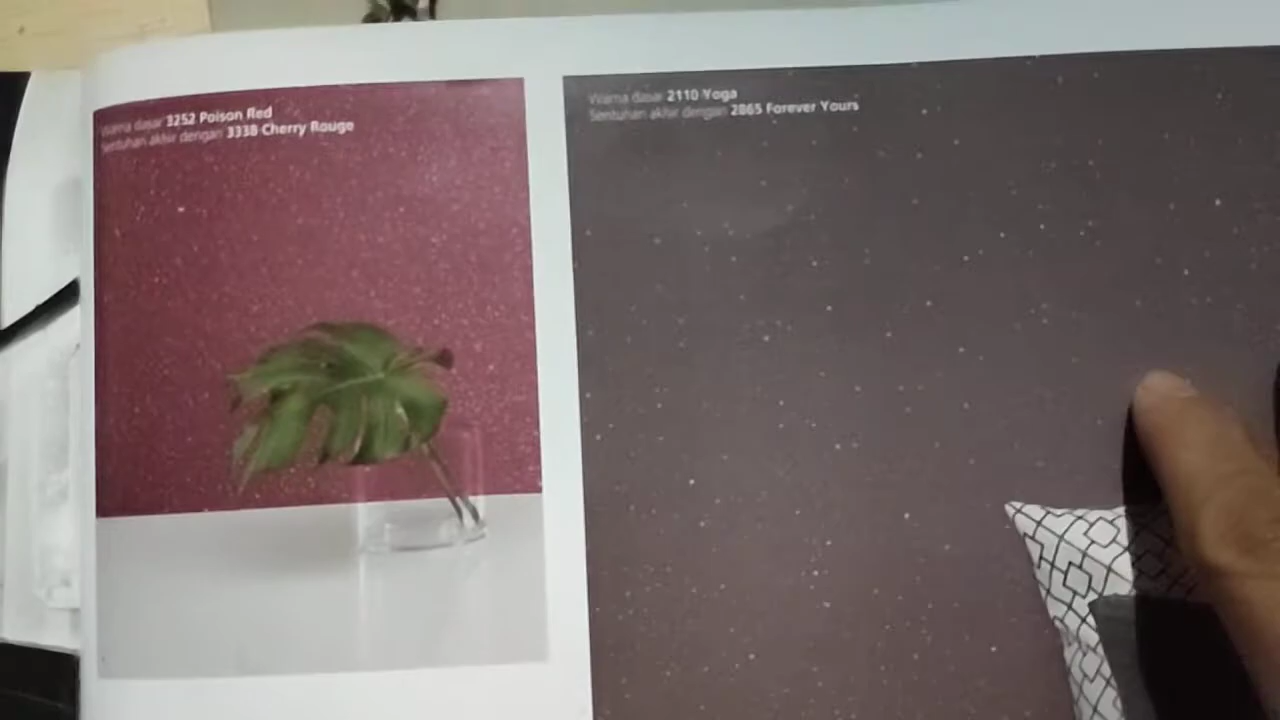 Warna dasar 3252 Poison Red
Sentuhan akhir dengan 3338 Cherry Rouge
Warna dasar 2110 Yoga
Sentuhan akhir dengan 2865 Forever Yours